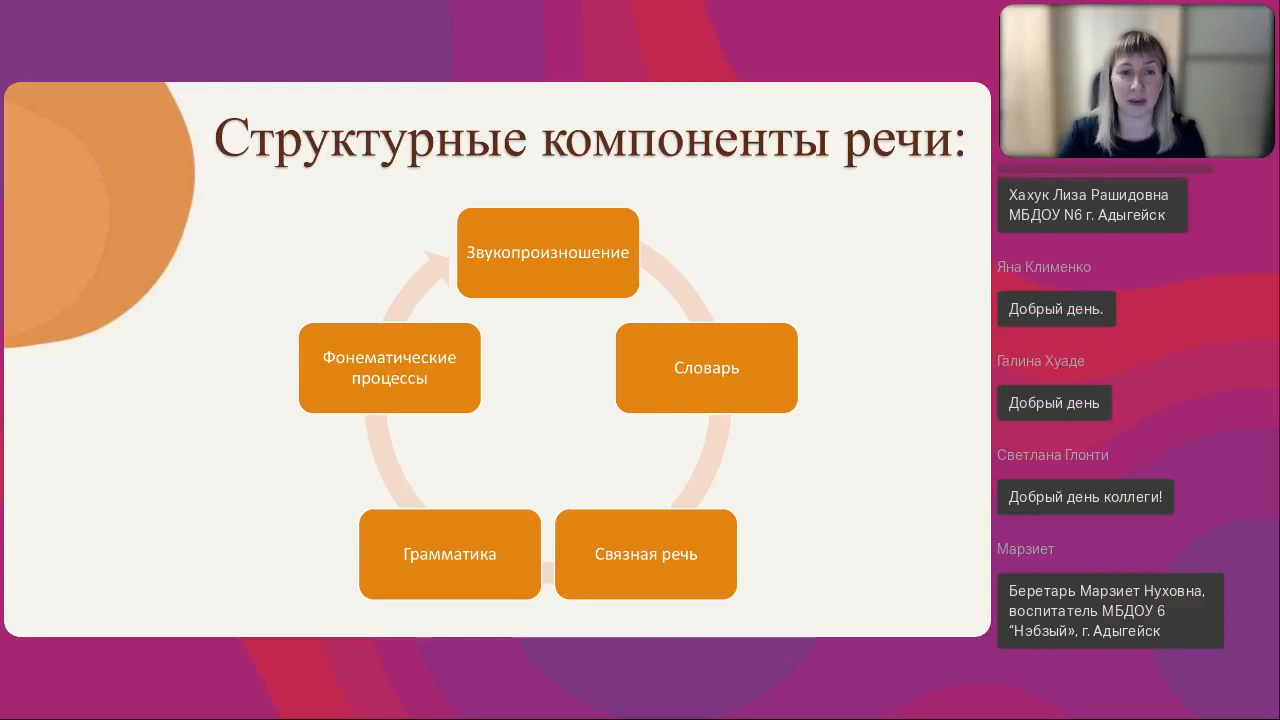 Структурные компоненты речи:
Звукопроизношение
Фонематические
процессы
Словарь
Грамматика
Связная речь
Хахук Лиза Рашидовна
МБДОУ N6 г. Адыгейск
Яна Клименко
Добрый день.
Галина Хуаде
Добрый день
Светлана Глонти
Добрый день коллеги!
Марзиет
Беретарь Марзиет Нуховна,
воспитатель МБДОУ 6
“Нэбзый», г. Адыгейск